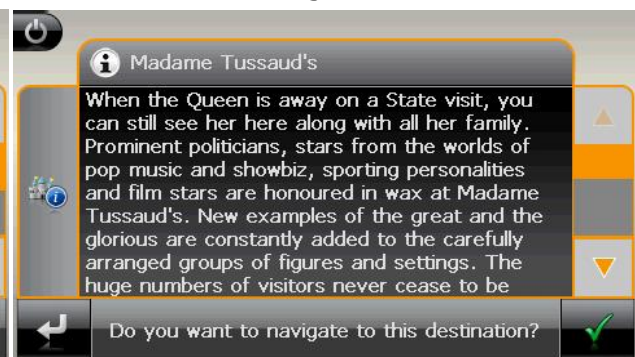 Madame Tussaud's
When the Queen is away on a State visit, you
can still see her here along with all her family.
Prominent politicians, stars from the worlds of
pop music and showbiz, sporting personalities
and film stars are honoured in wax at Madame
Tussaud's. New examples of the great and the
glorious are constantly added to the carefully
arranged groups of figures and settings. The
huge numbers of visitors never cease to be
Do you want to navigate to this destination?